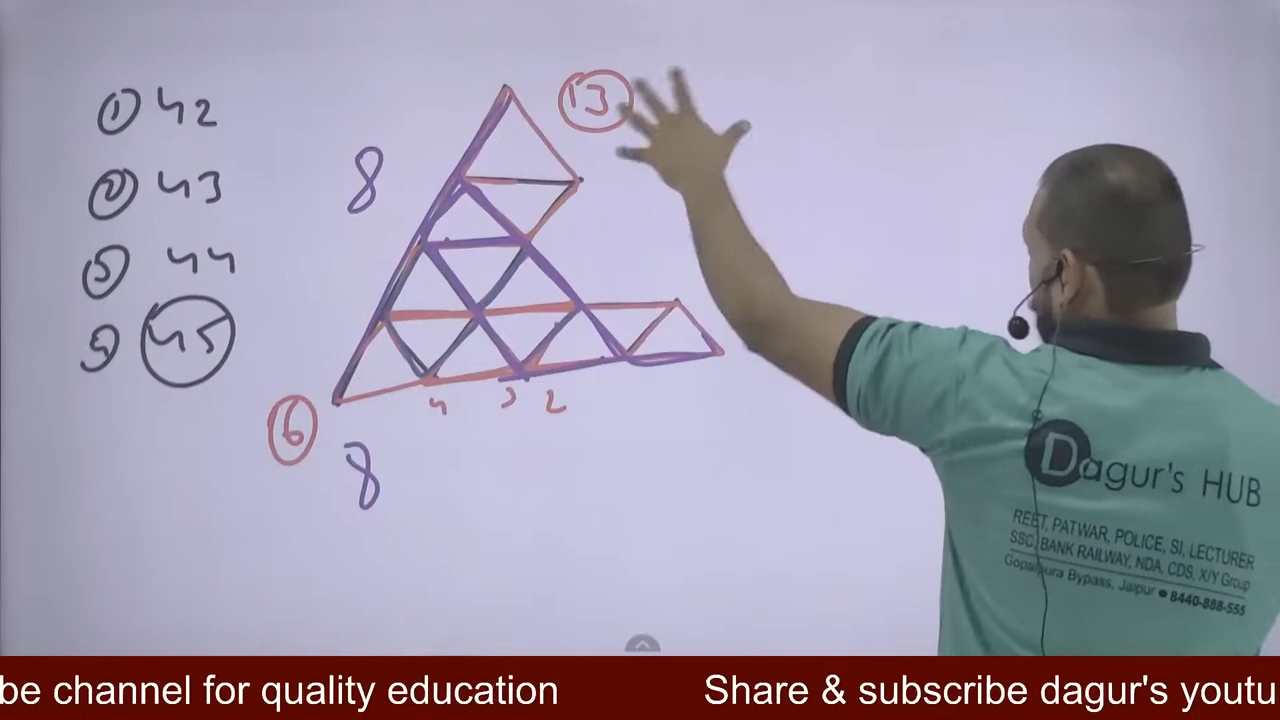 ① 42
② 43
③ 44
45
13
8
4 3 2
6
8
Dagur's HUB
REET, PATWAR, POLICE, SI, LECTURER
SSC, BANK RAILWAY, NDA, CDS, X/Y Group
Gopalpura Bypass, Jaipur ● 8440-888-555
be channel for quality education Share & subscribe dagur's youtu